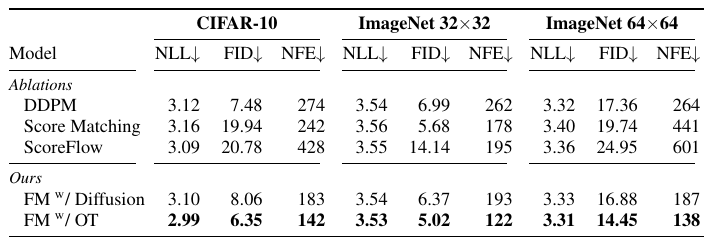 CIFAR-10 ImageNet 32×32 ImageNet 64×64
Model NLL↓ FID↓ NFE↓ NLL↓ FID↓ NFE↓ NLL↓ FID↓ NFE↓
Ablations
DDPM 3.12 7.48 274 3.54 6.99 262 3.32 17.36 264
Score Matching 3.16 19.94 242 3.56 5.68 178 3.40 19.74 441
ScoreFlow 3.09 20.78 428 3.55 14.14 195 3.36 24.95 601
Ours
FM w/ Diffusion 3.10 8.06 183 3.54 6.37 193 3.33 16.88 187
FM w/ OT 2.99 6.35 142 3.53 5.02 122 3.31 14.45 138